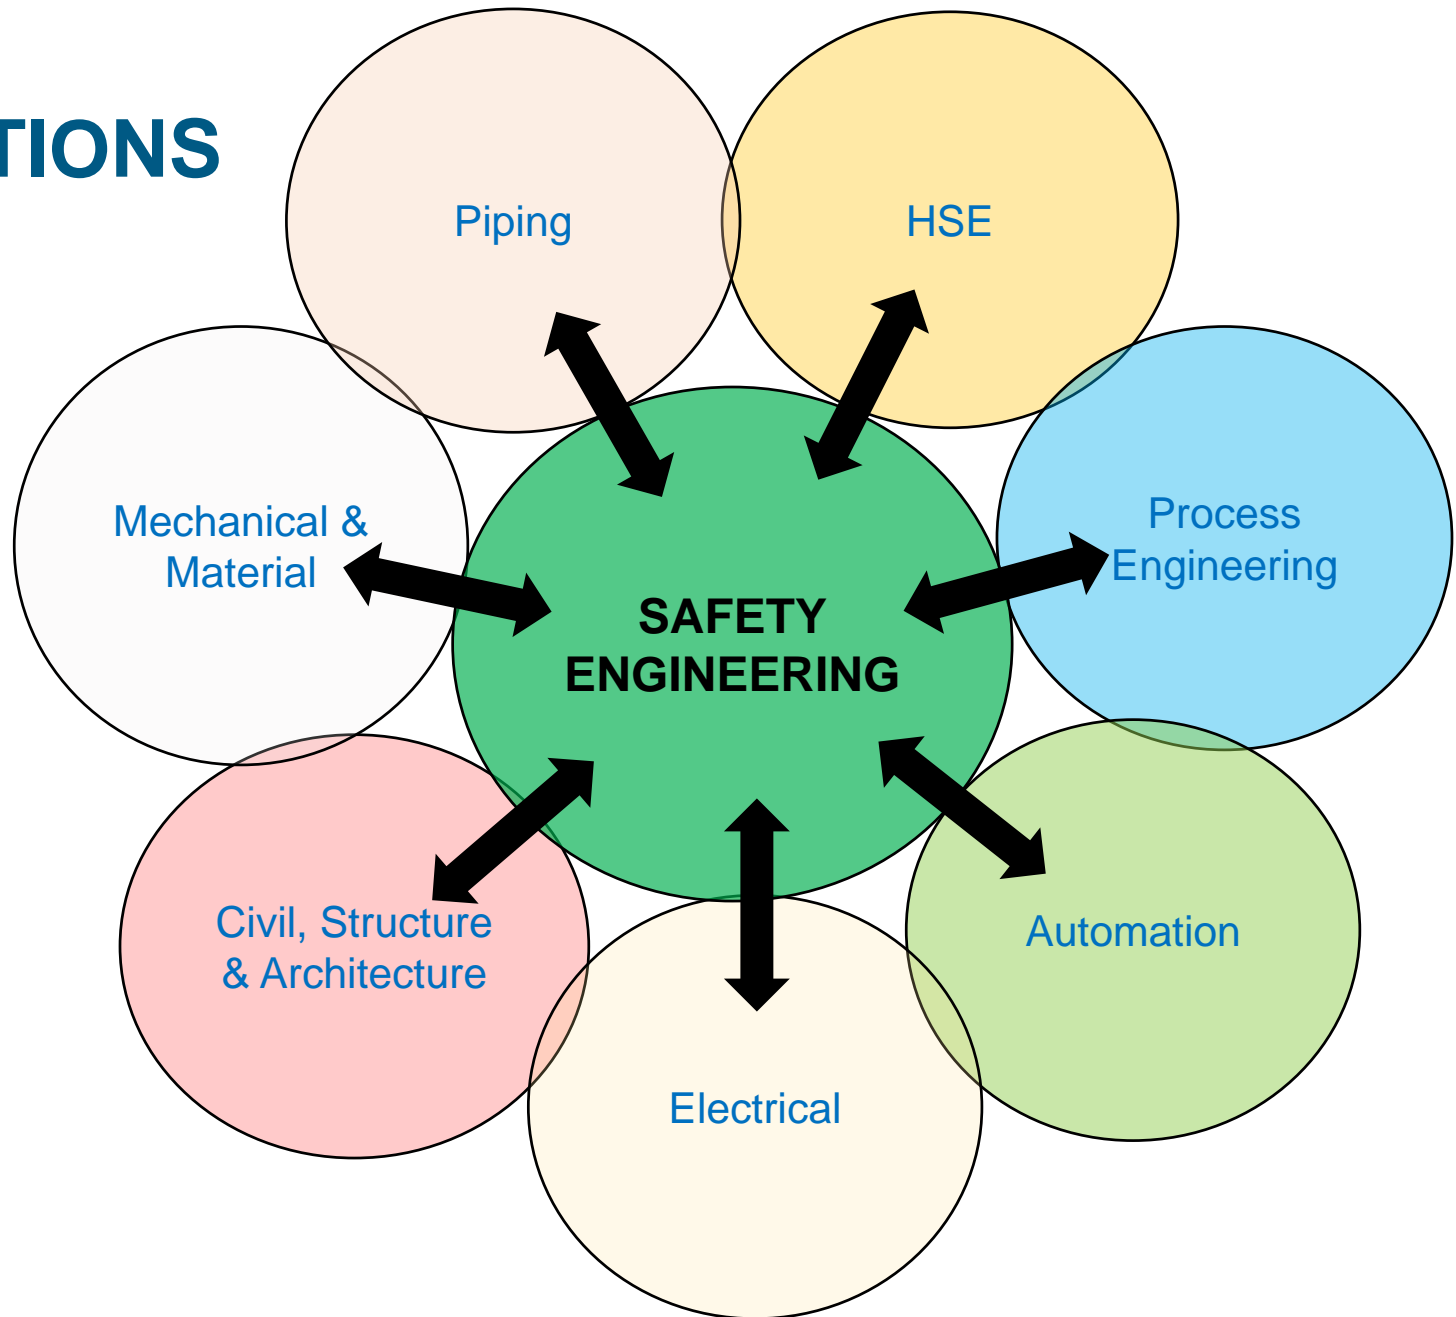 TIONS
Piping
HSE
Mechanical &
Material
Process
Engineering
SAFETY
ENGINEERING
Civil, Structure
& Architecture
Automation
Electrical